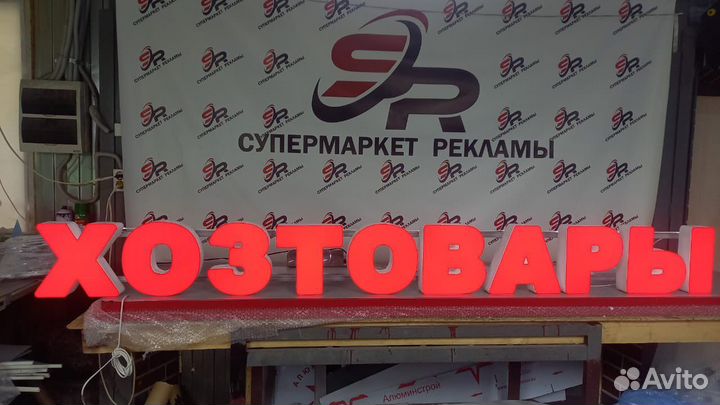 SR
СУПЕРМАРКЕТ РЕКЛАМЫ
ХОЗТОВАРЫ
Алюминстрой
Avito